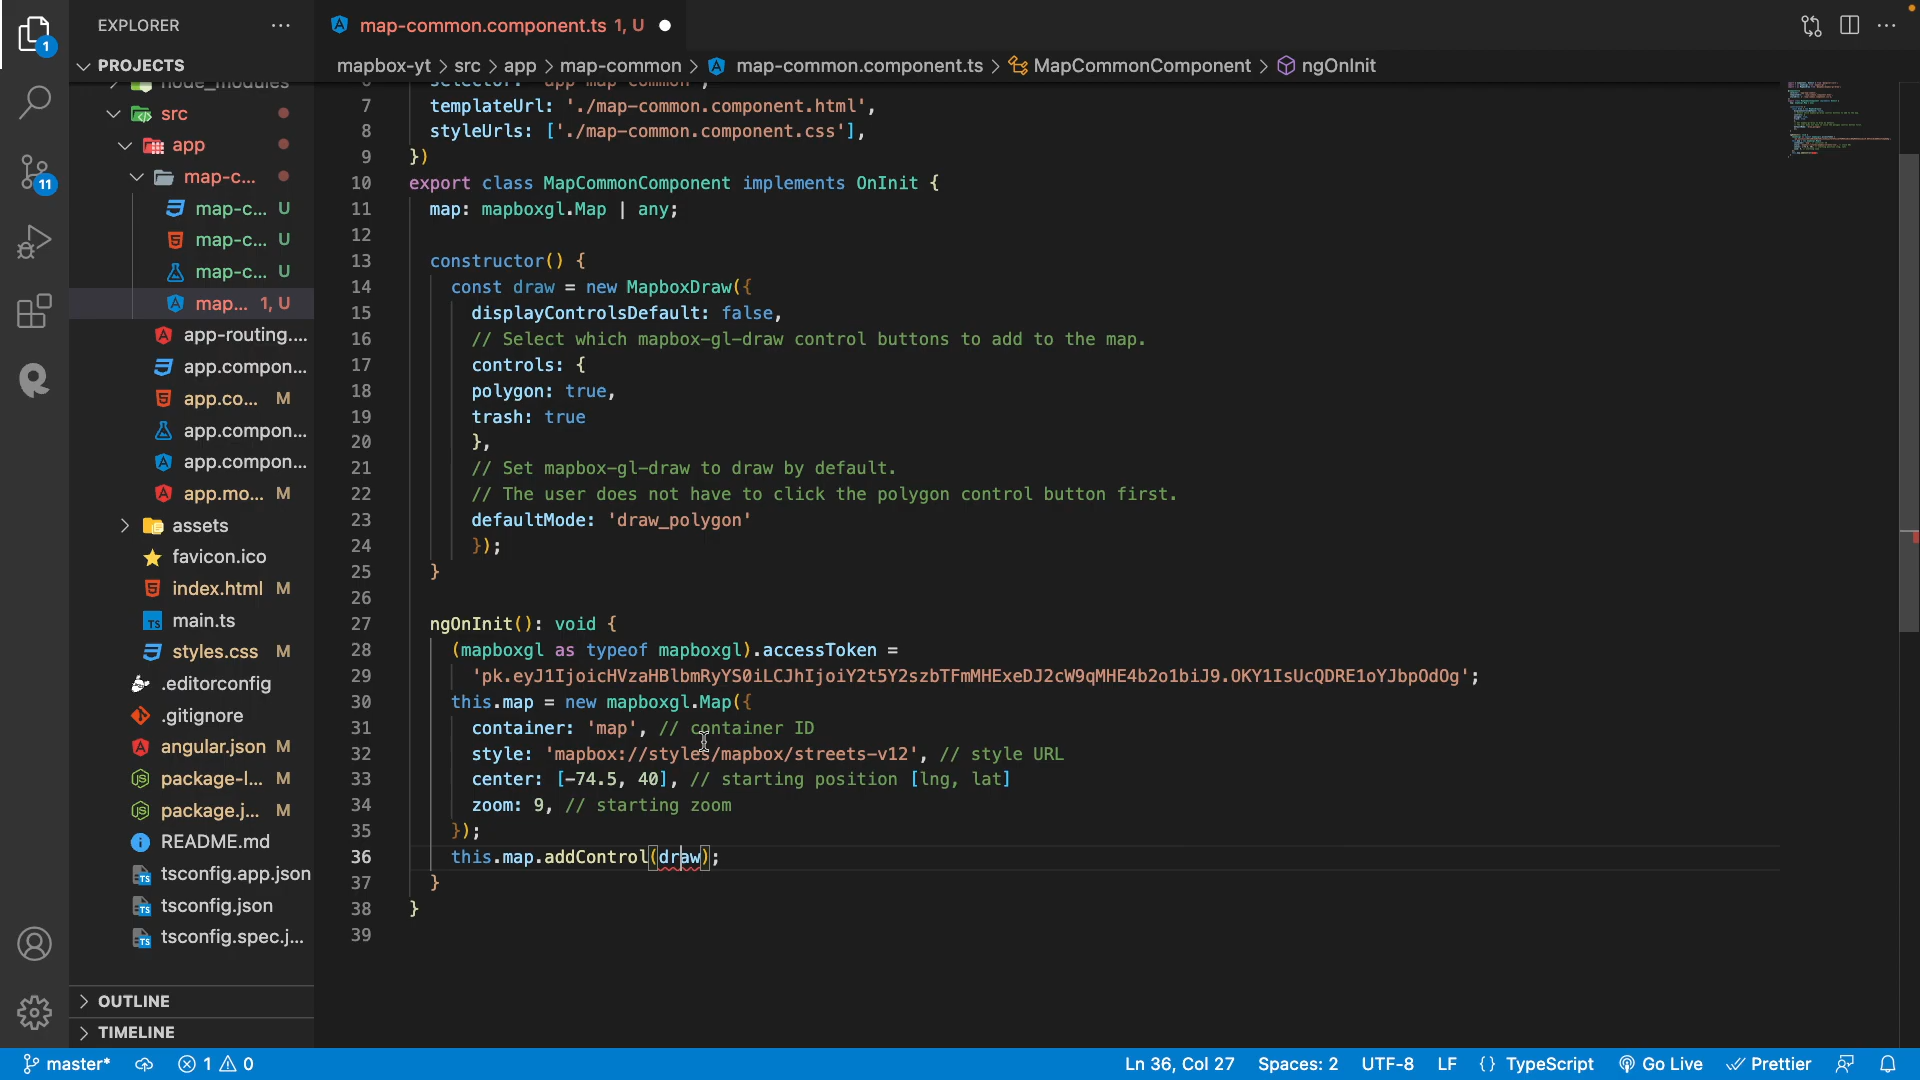 EXPLORER
PROJECTS
node_modules
src
app
map-c...
map-c... U
map-c... U
map-c... U
map... 1, U
app-routing....
app.compon...
app.co... M
app.compon...
app.compon...
app.mo... M
assets
favicon.ico
index.html M
main.ts
styles.css M
.editorconfig
.gitignore
angular.json M
package-l... M
package.j... M
README.md
tsconfig.app.json
tsconfig.json
tsconfig.spec.j...
OUTLINE
TIMELINE
1
11
map-common.component.ts 1, U
mapbox-yt > src > app > map-common > map-common.component.ts > MapCommonComponent > ngOnInit
6 selector: 'app-map-common',
7 templateUrl: './map-common.component.html',
8 styleUrls: ['./map-common.component.css'],
9 })
10 export class MapCommonComponent implements OnInit {
11 map: mapboxgl.Map | any;
12
13 constructor() {
14 const draw = new MapboxDraw({
15 displayControlsDefault: false,
16 // Select which mapbox-gl-draw control buttons to add to the map.
17 controls: {
18 polygon: true,
19 trash: true
20 },
21 // Set mapbox-gl-draw to draw by default.
22 // The user does not have to click the polygon control button first.
23 defaultMode: 'draw_polygon'
24 });
25 }
26
27 ngOnInit(): void {
28 (mapboxgl as typeof mapboxgl).accessToken =
29 'pk.eyJ1IjoicHVzaHBlbmRyYS0iLCJhIjoiY2t5Y2szbTFmMHExeDJ2cW9qMHE4b2o1biJ9.OKY1IsUcQDRE1oYJbpOdOg';
30 this.map = new mapboxgl.Map({
31 container: 'map', // container ID
32 style: 'mapbox://styles/mapbox/streets-v12', // style URL
33 center: [-74.5, 40], // starting position [lng, lat]
34 zoom: 9, // starting zoom
35 });
36 this.map.addControl(draw);
37 }
38 }
39
master* 1 0 Ln 36, Col 27 Spaces: 2 UTF-8 LF {} TypeScript Go Live Prettier